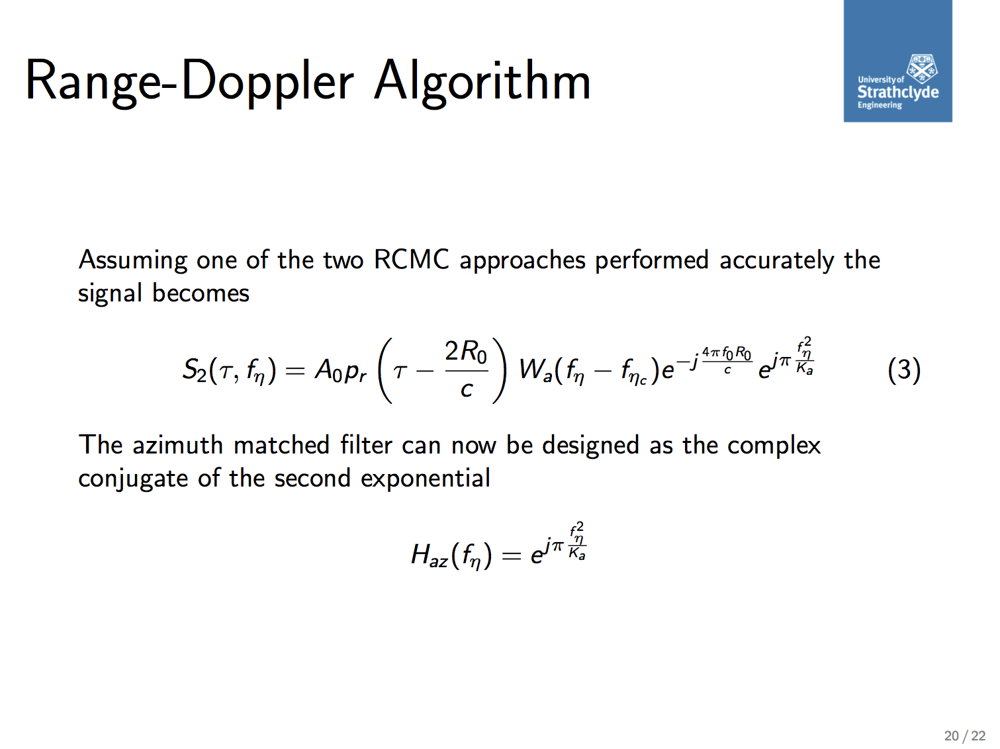 Range-Doppler Algorithm
University of
Strathclyde
Engineering
Assuming one of the two RCMC approaches performed accurately the
signal becomes
$S_2(\tau, f_\eta) = A_0 p_r \left( \tau - \frac{2R_0}{c} \right) W_a(f_\eta - f_{\eta_c}) e^{-j \frac{4\pi f_0 R_0}{c}} e^{j\pi \frac{f_\eta^2}{K_a}}$ (3)
The azimuth matched filter can now be designed as the complex
conjugate of the second exponential
$H_{az}(f_\eta) = e^{j\pi \frac{f_\eta^2}{K_a}}$
20 / 22